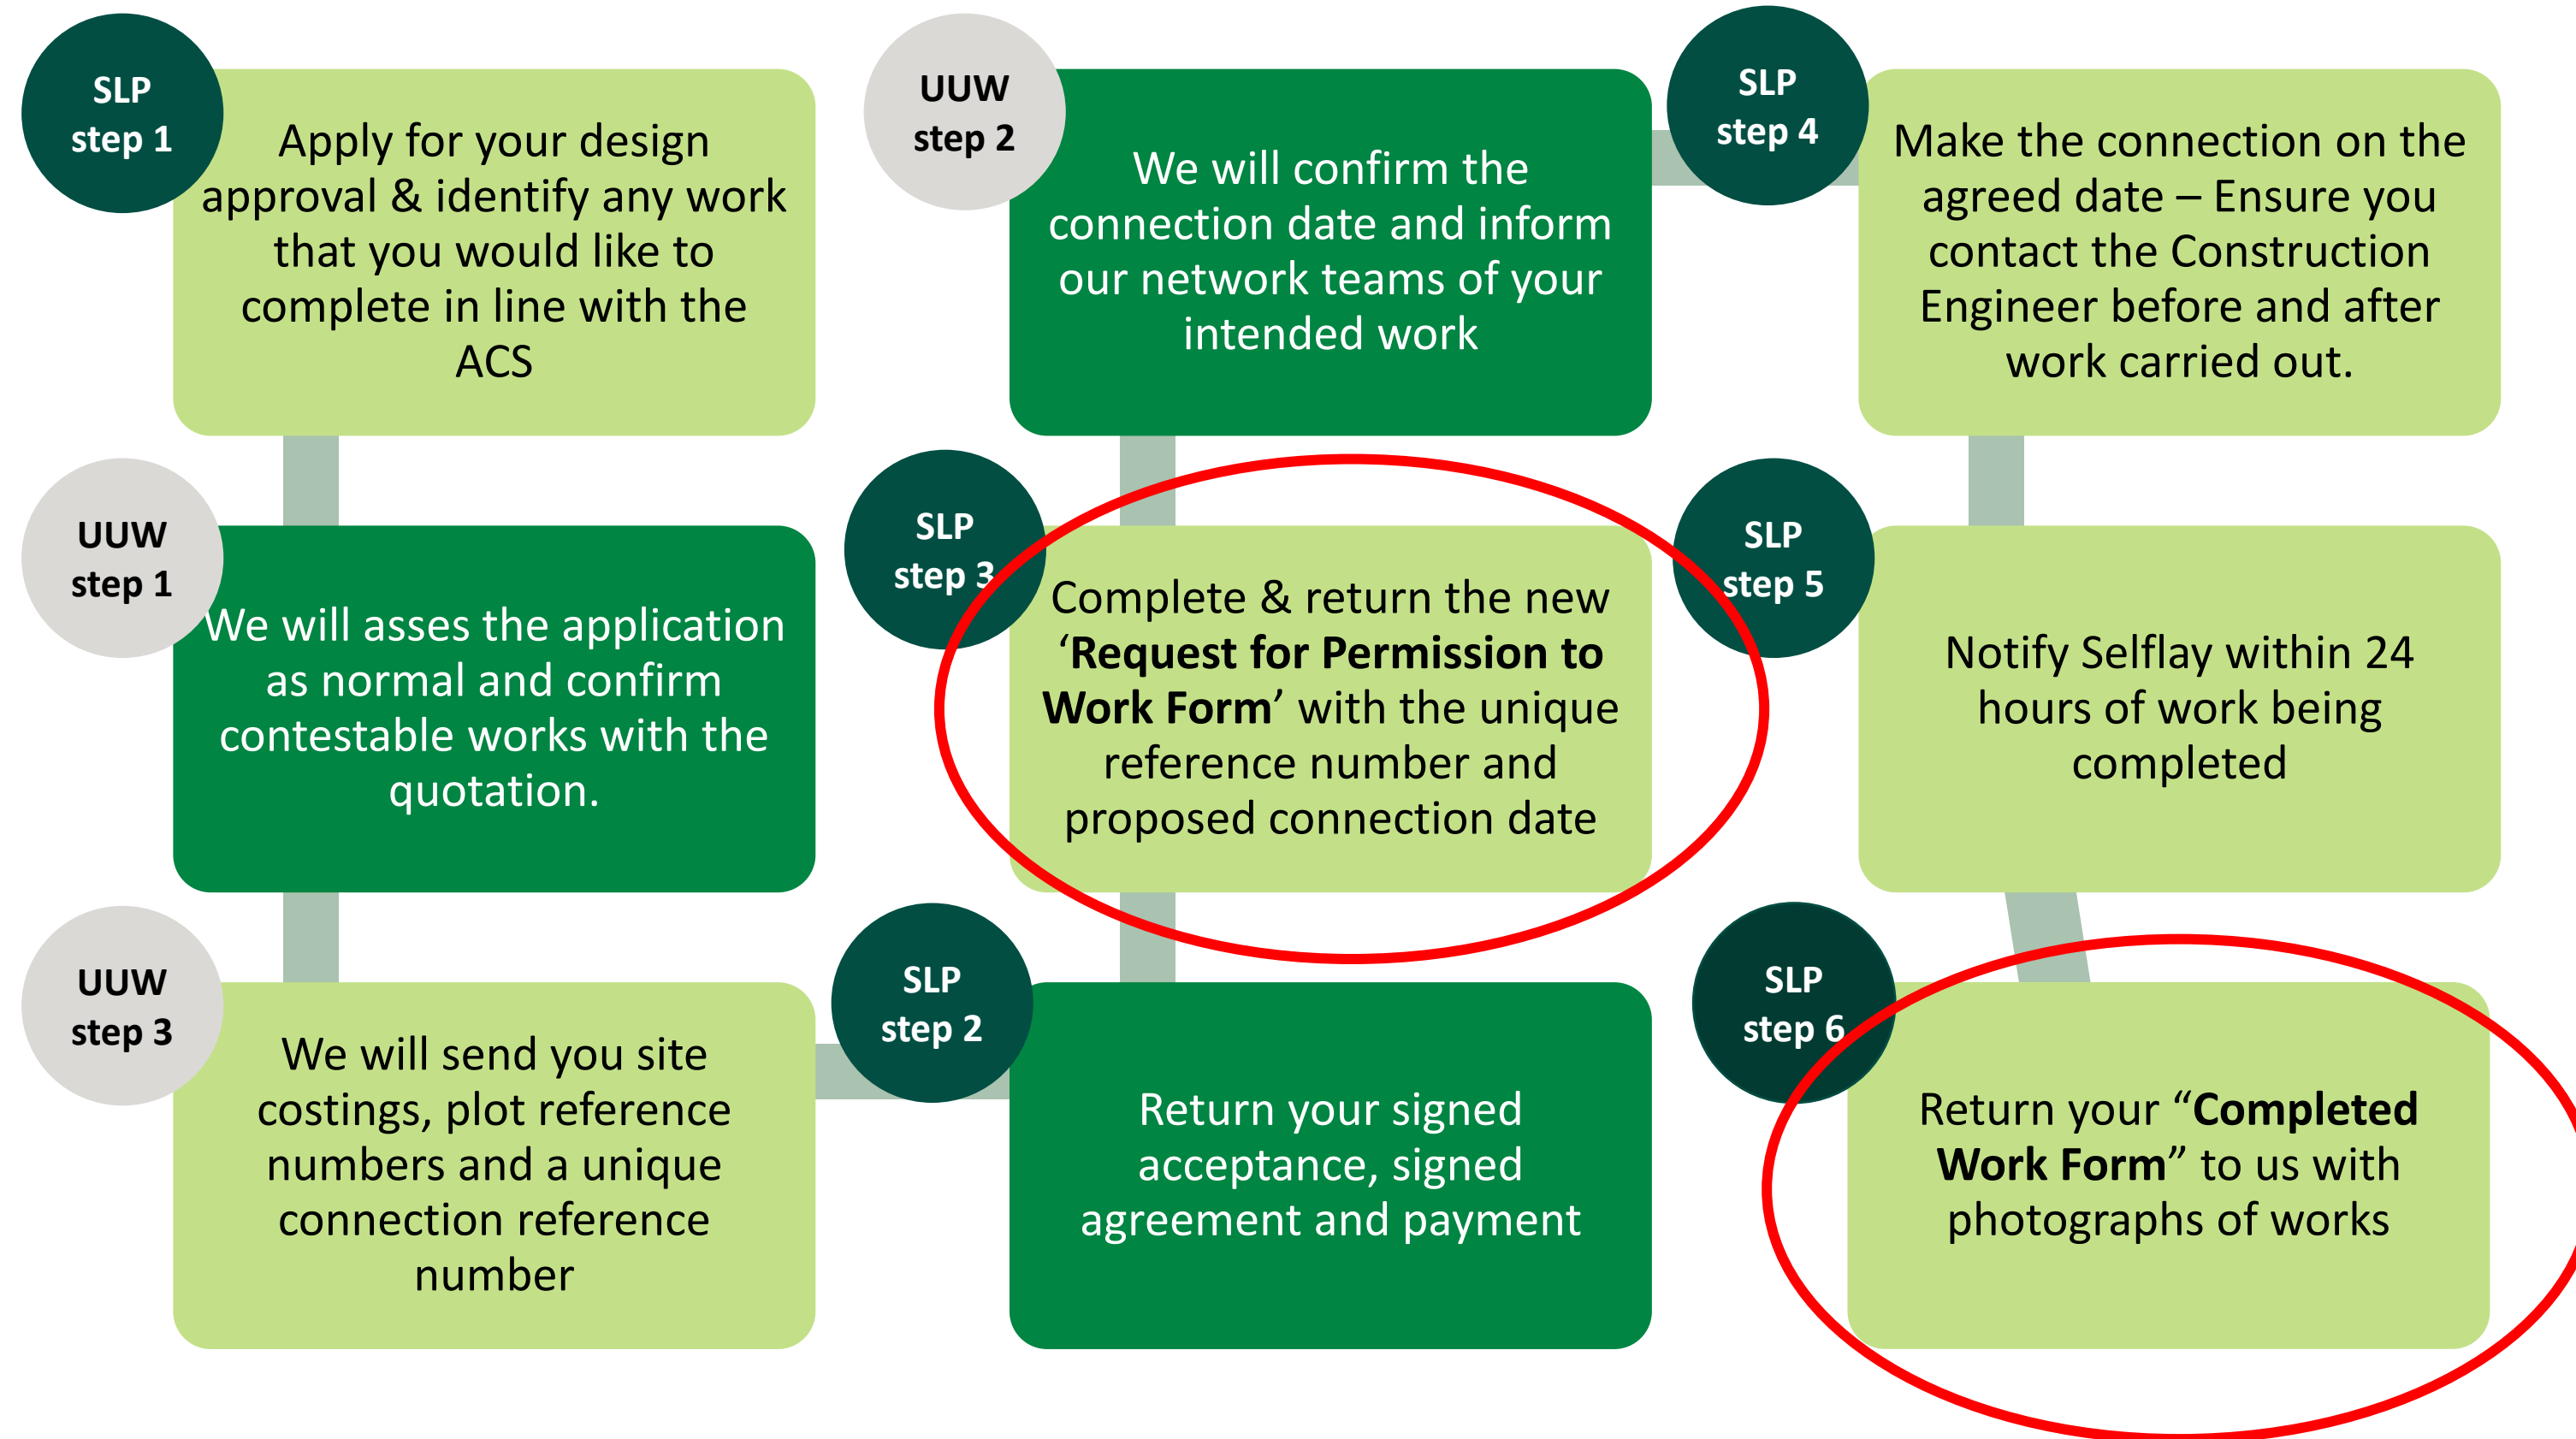 SLP
step 1
Apply for your design
approval & identify any work
that you would like to
complete in line with the
ACS
UUW
step 1
We will asses the application
as normal and confirm
contestable works with the
quotation.
UUW
step 3
We will send you site
costings, plot reference
numbers and a unique
connection reference
number
SLP
step 2
Return your signed
acceptance, signed
agreement and payment
SLP
step 3
Complete & return the new
‘Request for Permission to
Work Form’ with the unique
reference number and
proposed connection date
UUW
step 2
We will confirm the
connection date and inform
our network teams of your
intended work
SLP
step 4
Make the connection on the
agreed date – Ensure you
contact the Construction
Engineer before and after
work carried out.
SLP
step 5
Notify Selflay within 24
hours of work being
completed
SLP
step 6
Return your “Completed
Work Form” to us with
photographs of works